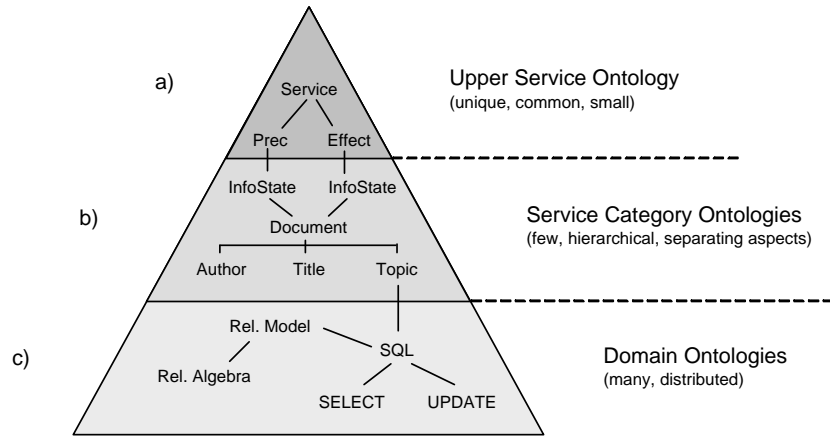 a)
Service
Prec Effect
Upper Service Ontology
(unique, common, small)
b)
InfoState InfoState
Document
Author Title Topic
Service Category Ontologies
(few, hierarchical, separating aspects)
c)
Rel. Model
SQL
Rel. Algebra
SELECT UPDATE
Domain Ontologies
(many, distributed)